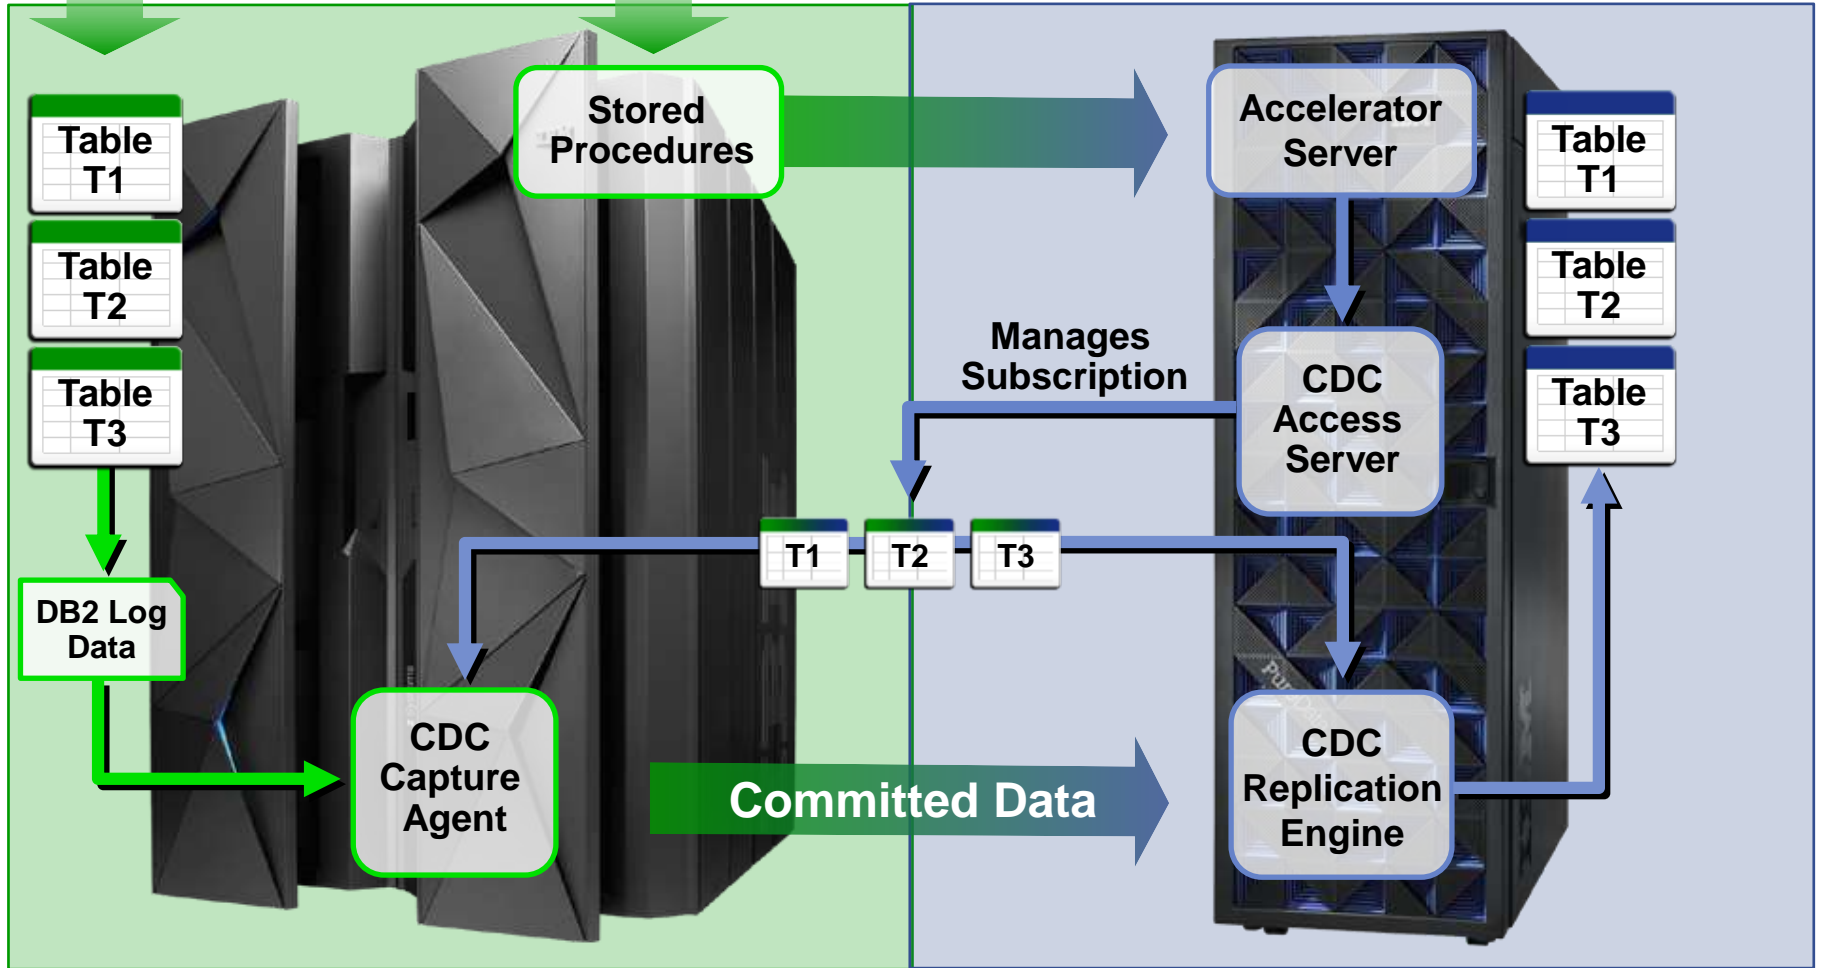 Stored
Procedures
Accelerator
Server
Table
T1
Table
T1
Table
T2
Table
T2
Manages
Subscription
Table
T3
CDC
Access
Server
Table
T3
T1
T2
T3
DB2 Log
Data
CDC
Capture
Agent
Committed Data
CDC
Replication
Engine